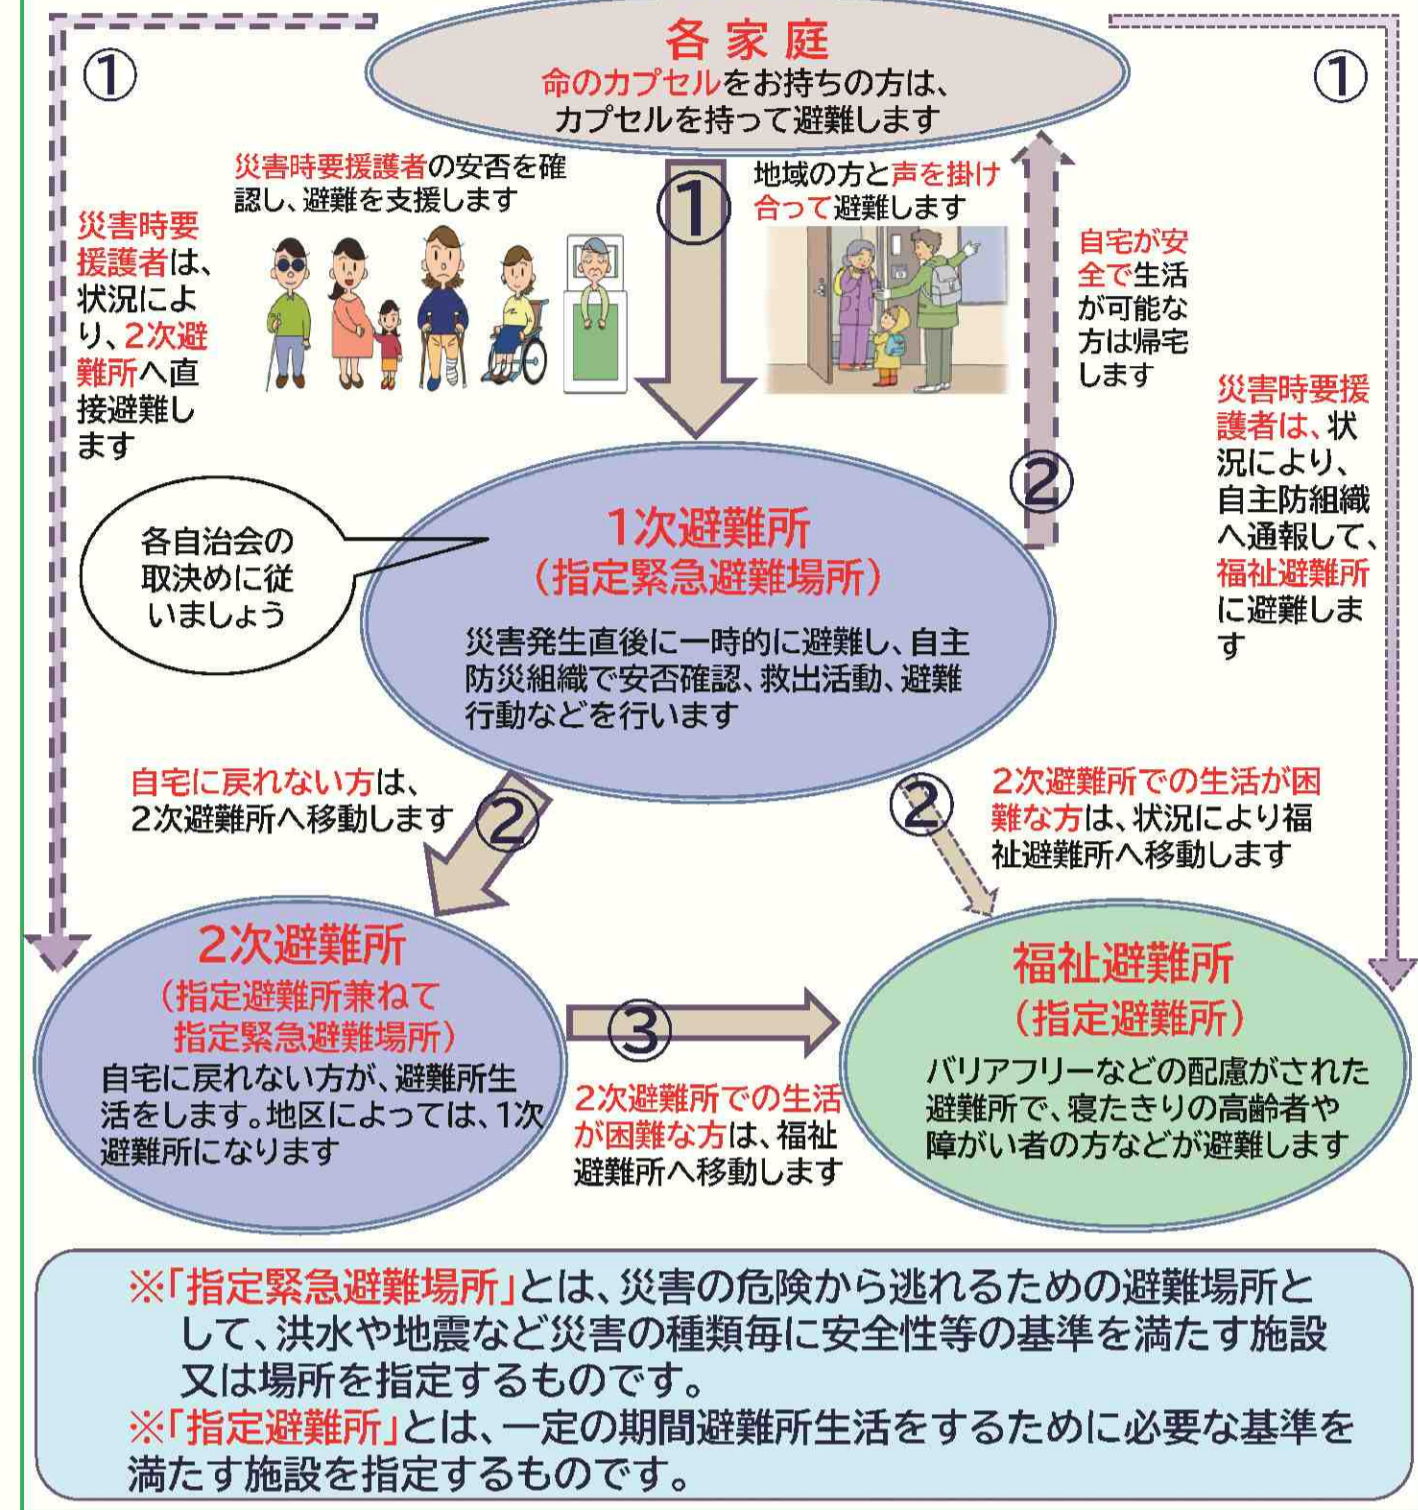 各家庭
命のカプセルをお持ちの方は、
カプセルを持って避難します
①
①
災害時要援護者の安否を確
認し、避難を支援します
①
地域の方と声を掛け
合って避難します
災害時要
援護者は、
状況によ
り、2次避
難所へ直
接避難し
ます
自宅が安
全で生活
が可能な
方は帰宅
します
②
災害時要援
護者は、状
況により、
自主防組織
へ通報して、
福祉避難所
に避難しま
す
各自治会の
取決めに従
いましょう
1次避難所
（指定緊急避難場所）
災害発生直後に一時的に避難し、自主
防災組織で安否確認、救出活動、避難
行動などを行います
自宅に戻れない方は、
2次避難所へ移動します
②
②
2次避難所での生活が困
難な方は、状況により福
祉避難所へ移動します
2次避難所
（指定避難所兼ねて
指定緊急避難場所）
自宅に戻れない方が、避難所生
活をします。地区によっては、1次
避難所になります
③
2次避難所での生活
が困難な方は、福祉
避難所へ移動します
福祉避難所
（指定避難所）
バリアフリーなどの配慮がされた
避難所で、寝たきりの高齢者や
障がい者の方などが避難します
※「指定緊急避難場所」とは、災害の危険から逃れるための避難場所と
して、洪水や地震など災害の種類毎に安全性等の基準を満たす施設
又は場所を指定するものです。
※「指定避難所」とは、一定の期間避難所生活をするために必要な基準を
満たす施設を指定するものです。